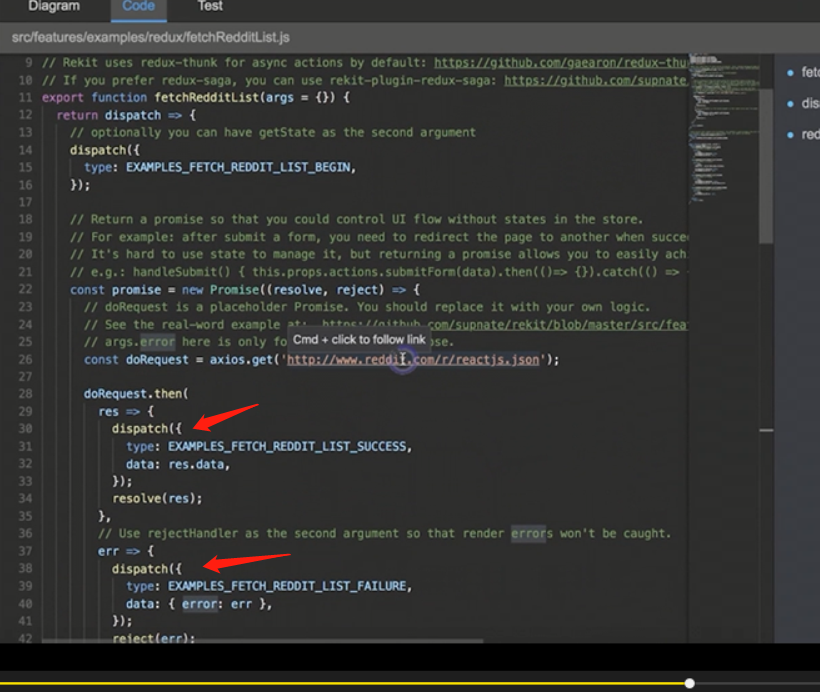 Diagram Code Test
src/features/examples/redux/fetchRedditList.js
9 // Rekit uses redux-thunk for async actions by default: https://github.com/gaearon/redux-thu
10 // If you prefer redux-saga, you can use rekit-plugin-redux-saga: https://github.com/supnate
11 export function fetchRedditList(args = {}) {
12 return dispatch => {
13 // optionally you can have getState as the second argument
14 dispatch({
15 type: EXAMPLES_FETCH_REDDIT_LIST_BEGIN,
16 });
17
18 // Return a promise so that you could control UI flow without states in the store.
19 // For example: after submit a form, you need to redirect the page to another when succe
20 // It's hard to use state to manage it, but returning a promise allows you to easily ach
21 // e.g.: handleSubmit() { this.props.actions.submitForm(data).then(()=> {}).catch(() =>
22 const promise = new Promise((resolve, reject) => {
23 // doRequest is a placeholder Promise. You should replace it with your own logic.
24 // See the real-word example at: https://github.com/supnate/rekit/blob/master/src/fea
Cmd + click to follow link
25 // args.error here is only fo se.
26 const doRequest = axios.get('http://www.reddit.com/r/reactjs.json');
27
28 doRequest.then(
29 res => {
30 dispatch({
31 type: EXAMPLES_FETCH_REDDIT_LIST_SUCCESS,
32 data: res.data,
33 });
34 resolve(res);
35 },
36 // Use rejectHandler as the second argument so that render errors won't be caught.
37 err => {
38 dispatch({
39 type: EXAMPLES_FETCH_REDDIT_LIST_FAILURE,
40 data: { error: err },
41 });
42 reject(err);
fetc
dis
red